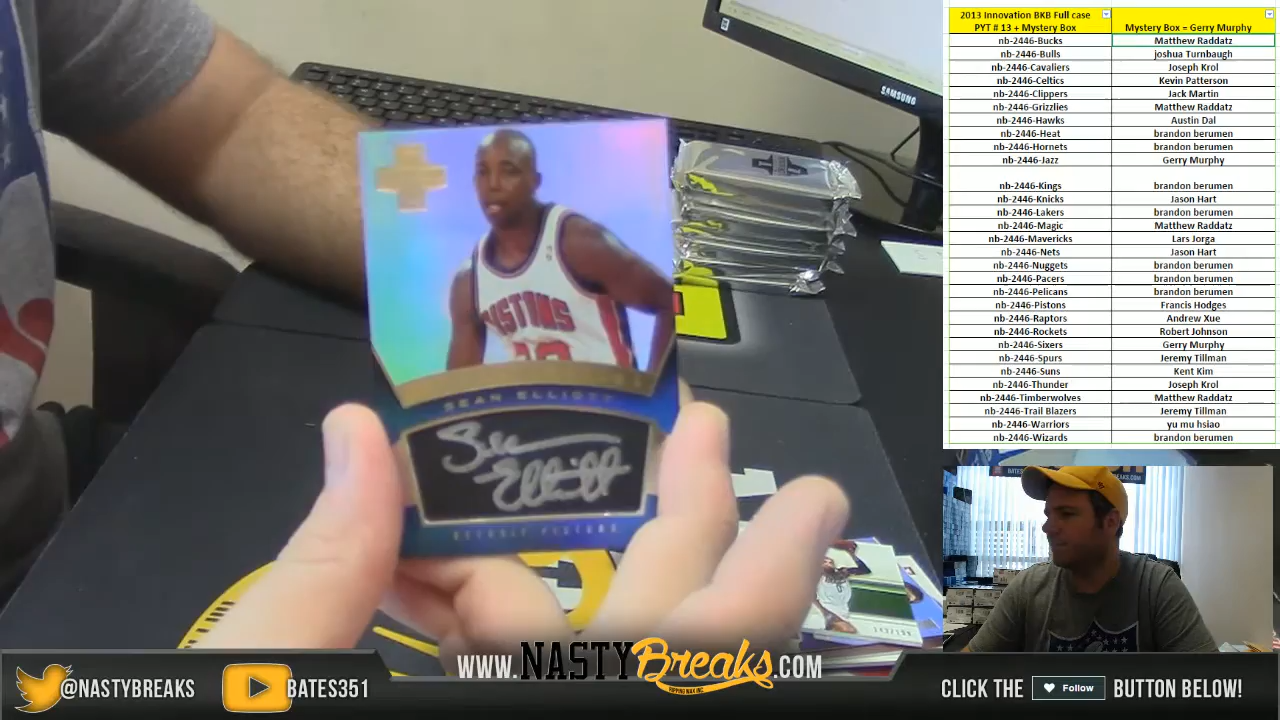 SAMSUNG
PISTONS
SEAN ELLIOTT
Sean
Elliott
DETROIT PISTONS
2013 Innovation BKB Full case
PYT # 13 + Mystery Box
Mystery Box = Gerry Murphy
nb-2446-Bucks Matthew Raddatz
nb-2446-Bulls joshua Turnbaugh
nb-2446-Cavaliers Joseph Krol
nb-2446-Celtics Kevin Patterson
nb-2446-Clippers Jack Martin
nb-2446-Grizzlies Matthew Raddatz
nb-2446-Hawks Austin Dal
nb-2446-Heat brandon berumen
nb-2446-Hornets brandon berumen
nb-2446-Jazz Gerry Murphy
nb-2446-Kings brandon berumen
nb-2446-Knicks Jason Hart
nb-2446-Lakers brandon berumen
nb-2446-Magic Matthew Raddatz
nb-2446-Mavericks Lars Jorga
nb-2446-Nets Jason Hart
nb-2446-Nuggets brandon berumen
nb-2446-Pacers brandon berumen
nb-2446-Pelicans brandon berumen
nb-2446-Pistons Francis Hodges
nb-2446-Raptors Andrew Xue
nb-2446-Rockets Robert Johnson
nb-2446-Sixers Gerry Murphy
nb-2446-Spurs Jeremy Tillman
nb-2446-Suns Kent Kim
nb-2446-Thunder Joseph Krol
nb-2446-Timberwolves Matthew Raddatz
nb-2446-Trail Blazers Jeremy Tillman
nb-2446-Warriors yu mu hsiao
nb-2446-Wizards brandon berumen
@NASTYBREAKS
BATES351
WWW.NASTYBreaks.COM
RIPPING WAX INC
CLICK THE Follow BUTTON BELOW!